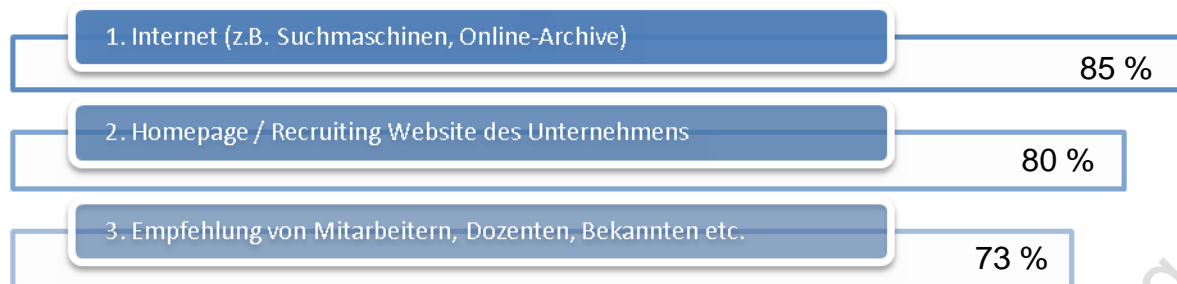 1. Internet (z.B. Suchmaschinen, Online-Archive)
85 %
2. Homepage / Recruiting Website des Unternehmens
80 %
3. Empfehlung von Mitarbeitern, Dozenten, Bekannten etc.
73 %